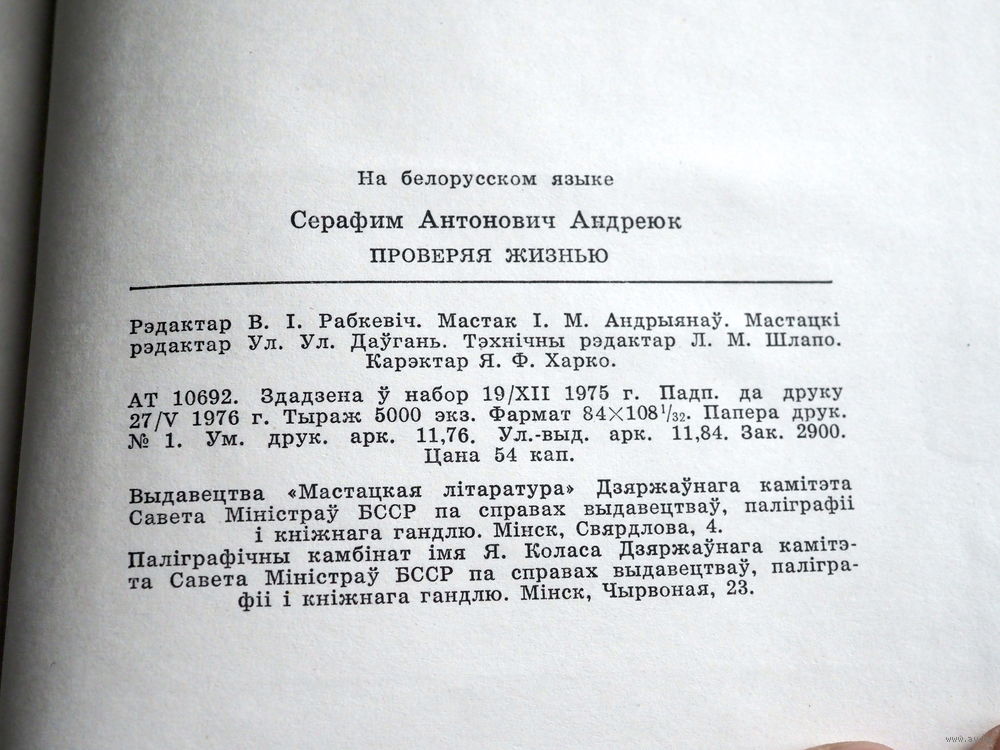 На белорусском языке
Серафим Антонович Андреюк
ПРОВЕРЯЯ ЖИЗНЬЮ
Рэдактар В. І. Рабкевіч. Мастак І. М. Андрыянаў. Мастацкі
рэдактар Ул. Ул. Даўгань. Тэхнічны рэдактар Л. М. Шлапо.
Карэктар Я. Ф. Харко.
АТ 10692. Здадзена ў набор 19/XII 1975 г. Падп. да друку
27/V 1976 г. Тыраж 5000 экз. Фармат 84×108¹/₃₂. Папера друк.
№ 1. Ум. друк. арк. 11,76. Ул.-выд. арк. 11,84. Зак. 2900.
Цана 54 кап.
Выдавецтва «Мастацкая літаратура» Дзяржаўнага камітэта
Савета Міністраў БССР па справах выдавецтваў, паліграфіі
і кніжнага гандлю. Мінск, Свярдлова, 4.
Паліграфічны камбінат імя Я. Коласа Дзяржаўнага камітэ-
та Савета Міністраў БССР па справах выдавецтваў, палігра-
фіі і кніжнага гандлю. Мінск, Чырвоная, 23.